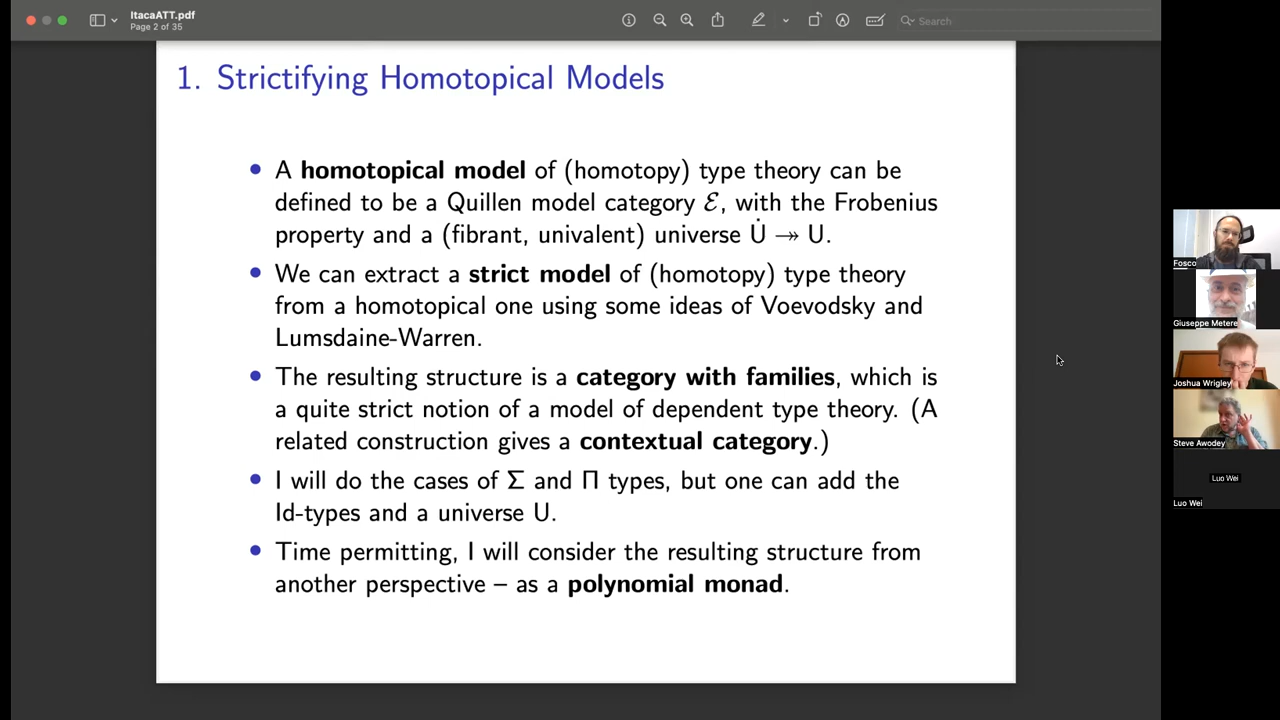 ItacaATT.pdf
Page 2 of 35
Search
1. Strictifying Homotopical Models
• A homotopical model of (homotopy) type theory can be
defined to be a Quillen model category ℰ, with the Frobenius
property and a (fibrant, univalent) universe U̇ ↠ U.
• We can extract a strict model of (homotopy) type theory
from a homotopical one using some ideas of Voevodsky and
Lumsdaine-Warren.
• The resulting structure is a category with families, which is
a quite strict notion of a model of dependent type theory. (A
related construction gives a contextual category.)
• I will do the cases of Σ and Π types, but one can add the
Id-types and a universe U.
• Time permitting, I will consider the resulting structure from
another perspective – as a polynomial monad.
Fosco
Giuseppe Metere
Joshua Wrigley
Steve Awodey
Luo Wei
Luo Wei